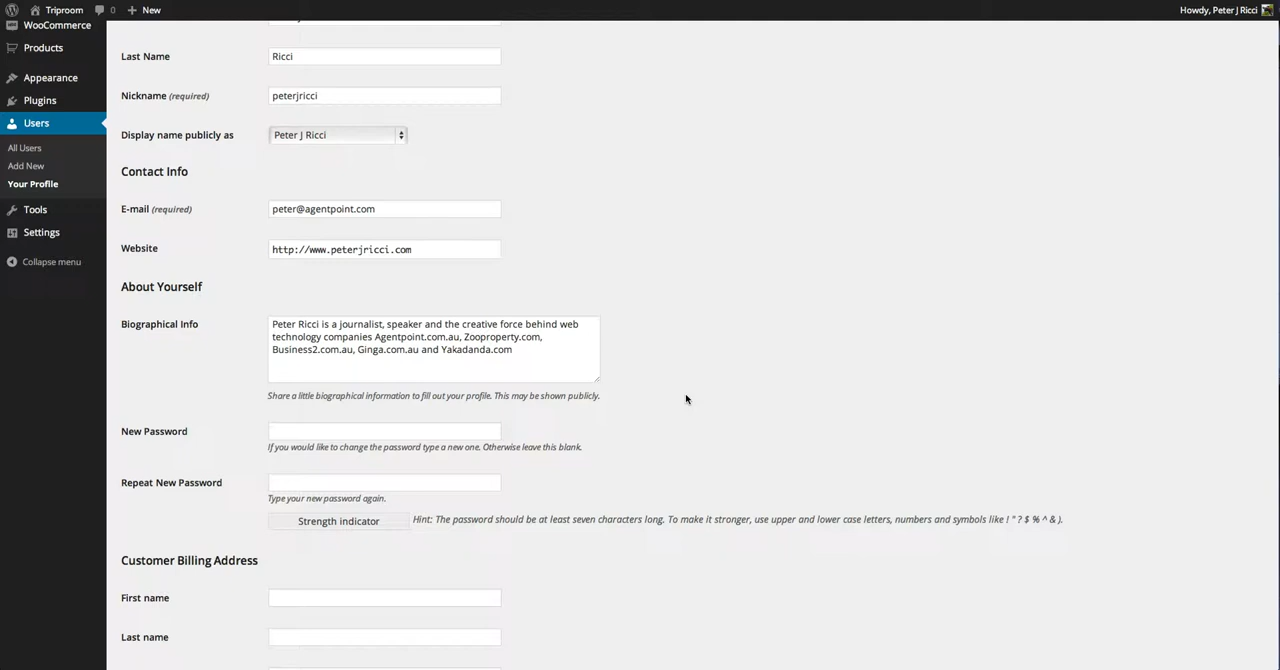 Triproom
0
New
Howdy, Peter J Ricci
WooCommerce
Products
Appearance
Plugins
Users
All Users
Add New
Your Profile
Tools
Settings
Collapse menu
Last Name
Ricci
Nickname (required)
peterjricci
Display name publicly as
Peter J Ricci
Contact Info
E-mail (required)
peter@agentpoint.com
Website
http://www.peterjricci.com
About Yourself
Biographical Info
Peter Ricci is a journalist, speaker and the creative force behind web
technology companies Agentpoint.com.au, Zooproperty.com,
Business2.com.au, Ginga.com.au and Yakadanda.com
Share a little biographical information to fill out your profile. This may be shown publicly.
New Password
If you would like to change the password type a new one. Otherwise leave this blank.
Repeat New Password
Type your new password again.
Strength indicator
Hint: The password should be at least seven characters long. To make it stronger, use upper and lower case letters, numbers and symbols like ! " ? $ % ^ & ).
Customer Billing Address
First name
Last name